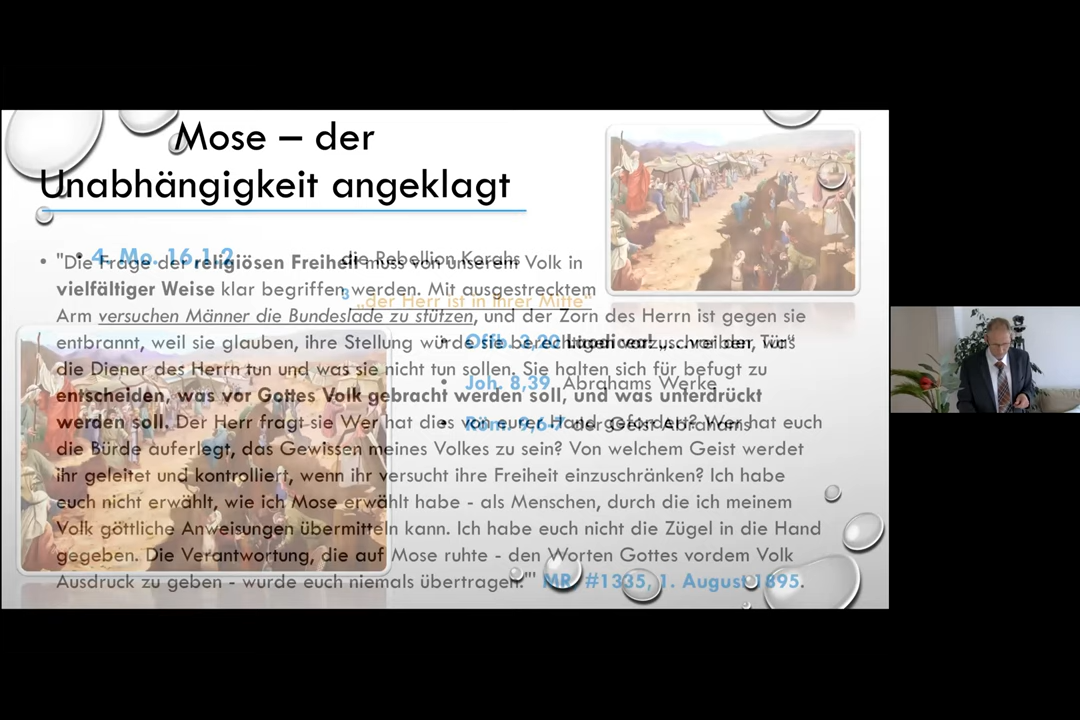 Mose – der
Unabhängigkeit angeklagt
• 4. Mo. 16,1.2 die Rebellion Korahs
3 „der Herr ist in Ihrer Mitte“
• Offb. 3,20
• Joh. 8,39 Abrahams Werke
• Röm. 9,6-7 der Geist Abrahams
• "Die Frage der religiösen Freiheit muss von unserem Volk in
vielfältiger Weise klar begriffen werden. Mit ausgestrecktem
Arm versuchen Männer die Bundeslade zu stützen, und der Zorn des Herrn ist gegen sie
entbrannt, weil sie glauben, ihre Stellung würde sie berechtigen vorzuschreiben, was
die Diener des Herrn tun und was sie nicht tun sollen. Sie halten sich für befugt zu
entscheiden, was vor Gottes Volk gebracht werden soll, und was unterdrückt
werden soll. Der Herr fragt sie Wer hat dies von eurer Hand gefordert? Wer hat euch
die Bürde auferlegt, das Gewissen meines Volkes zu sein? Von welchem Geist werdet
ihr geleitet und kontrolliert, wenn ihr versucht ihre Freiheit einzuschränken? Ich habe
euch nicht erwählt, wie ich Mose erwählt habe - als Menschen, durch die ich meinem
Volk göttliche Anweisungen übermitteln kann. Ich habe euch nicht die Zügel in die Hand
gegeben. Die Verantwortung, die auf Mose ruhte - den Worten Gottes vordem Volk
Ausdruck zu geben - wurde euch niemals übertragen.'" MR. #1335, 1. August 1895.